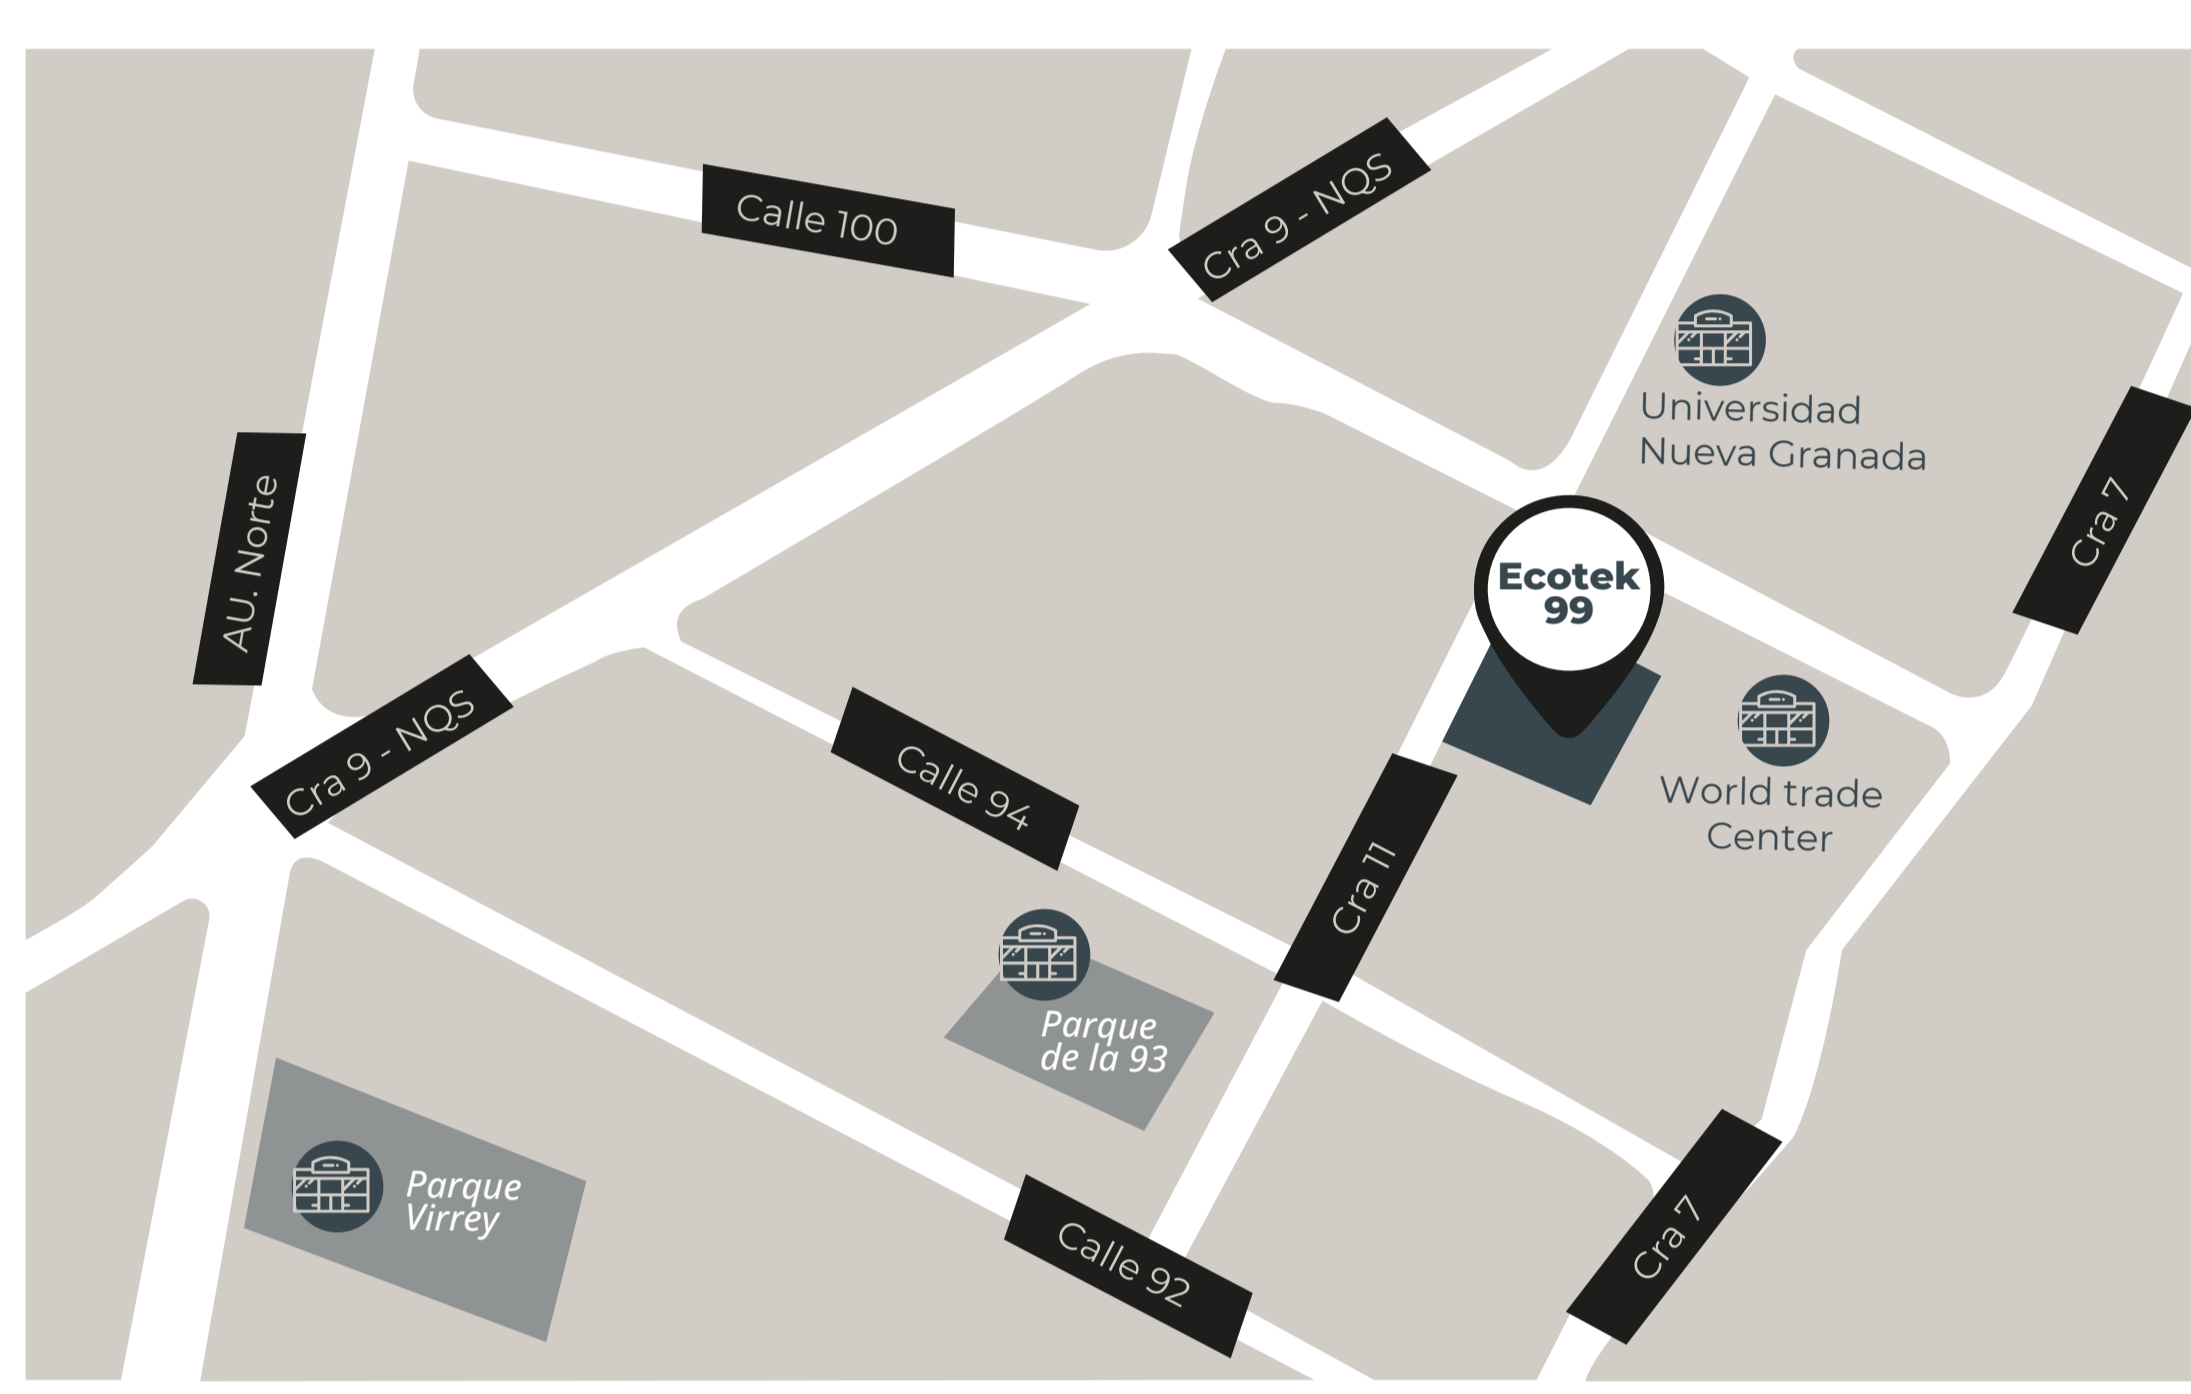 Calle 100
Cra 9 - NQS
Universidad
Nueva Granada
Cra 7
AU. Norte
Ecotek
99
Cra 9 - NQS
Calle 94
World trade
Center
Cra 11
Parque
de la 93
Parque
Virrey
Calle 92
Cra 7